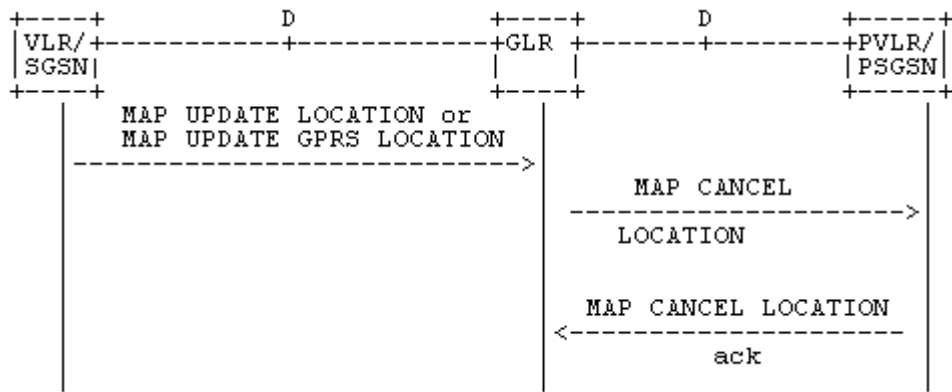 D D
VLR/ GLR PVLR/
SGSN PSGSN
MAP UPDATE LOCATION or
MAP UPDATE GPRS LOCATION
MAP CANCEL
LOCATION
MAP CANCEL LOCATION
ack